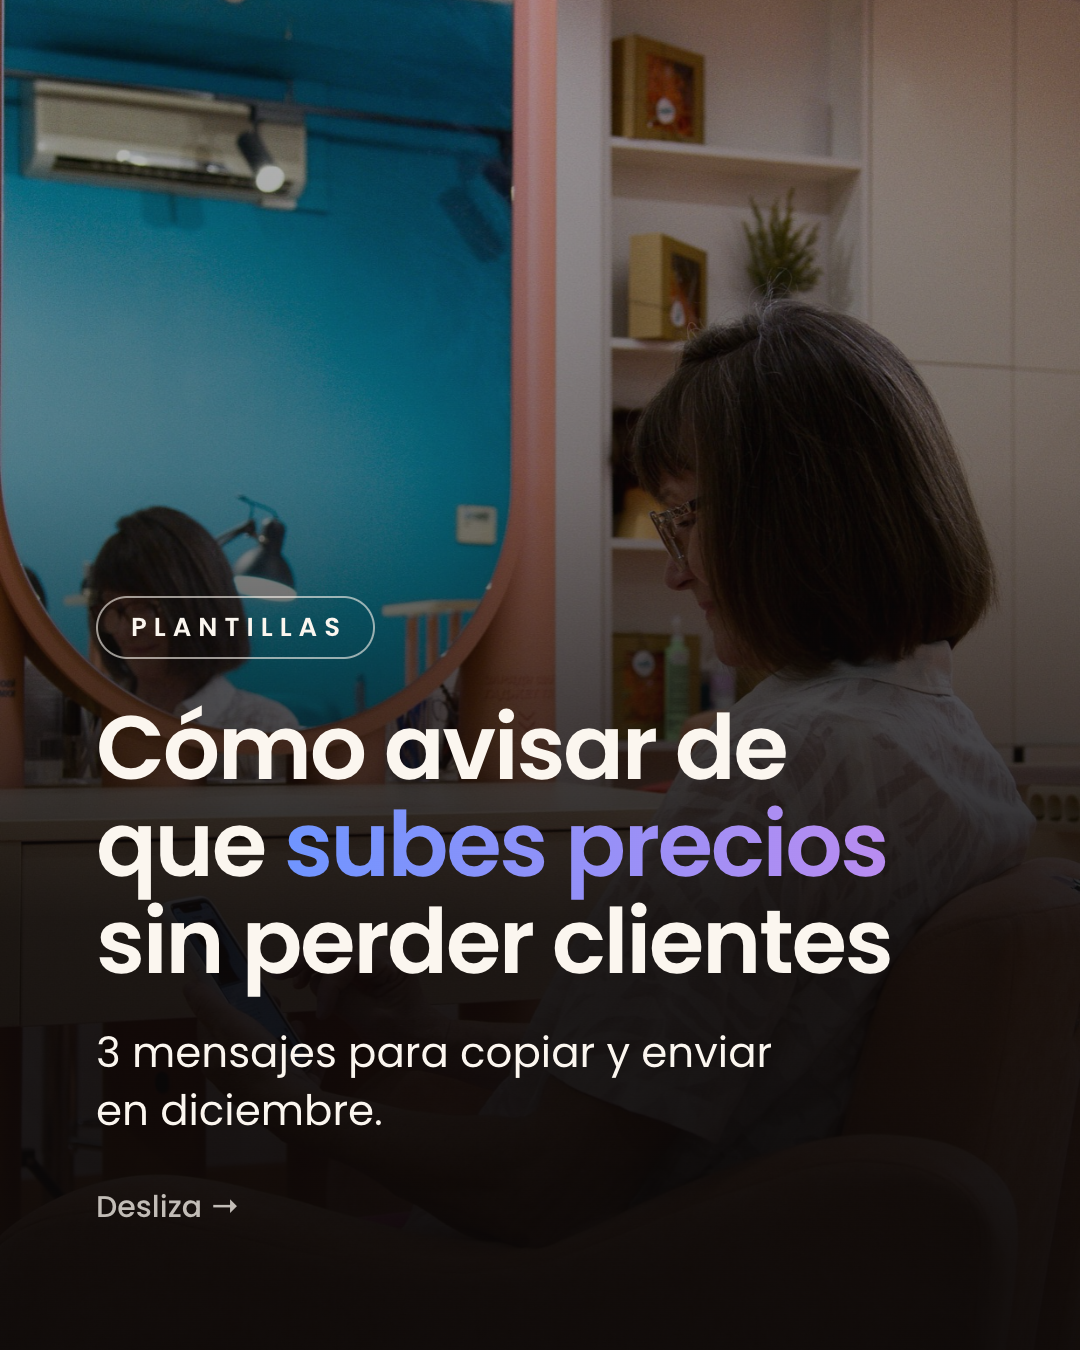 PLANTILLAS
Cómo avisar de
que subes precios
sin perder clientes
3 mensajes para copiar y enviar
en diciembre.
Desliza →